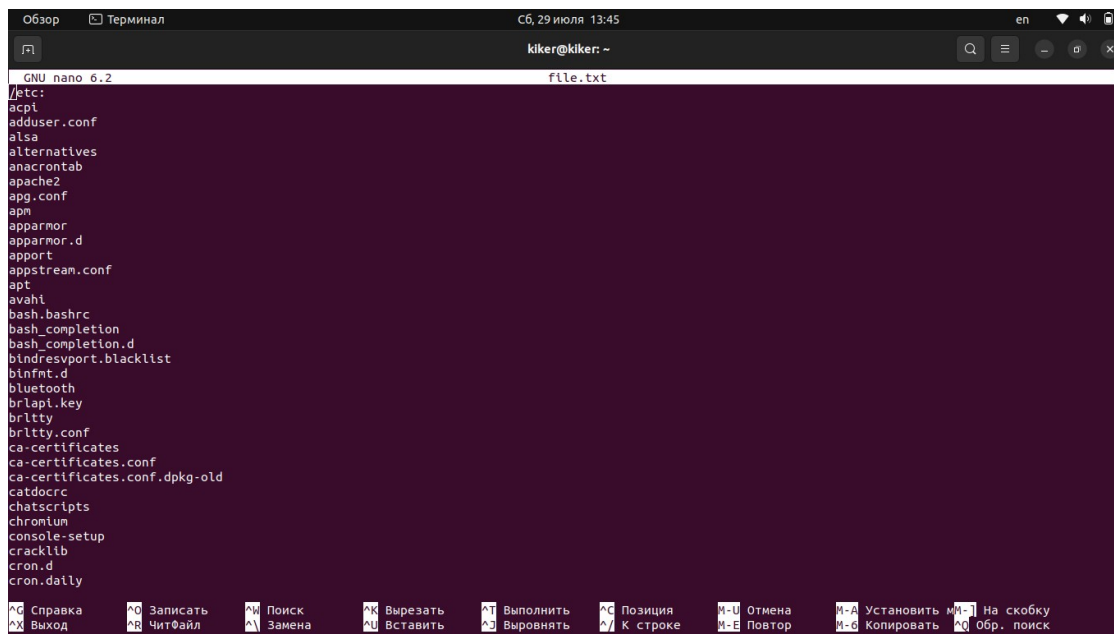 Обзор Терминал Сб, 29 июля 13:45 en
kiker@kiker: ~
GNU nano 6.2 file.txt
/etc:
acpi
adduser.conf
alsa
alternatives
anacrontab
apache2
apg.conf
apm
apparmor
apparmor.d
apport
appstream.conf
apt
avahi
bash.bashrc
bash_completion
bash_completion.d
bindresvport.blacklist
binfmt.d
bluetooth
brlapi.key
brltty
brltty.conf
ca-certificates
ca-certificates.conf
ca-certificates.conf.dpkg-old
catdocrc
chatscripts
chromium
console-setup
cracklib
cron.d
cron.daily
^G Справка ^O Записать ^W Поиск ^K Вырезать ^T Выполнить ^C Позиция M-U Отмена M-A Установить мM-] На скобку
^X Выход ^R ЧитФайл ^\ Замена ^U Вставить ^J Выровнять ^/ К строке M-E Повтор M-6 Копировать ^Q Обр. поиск